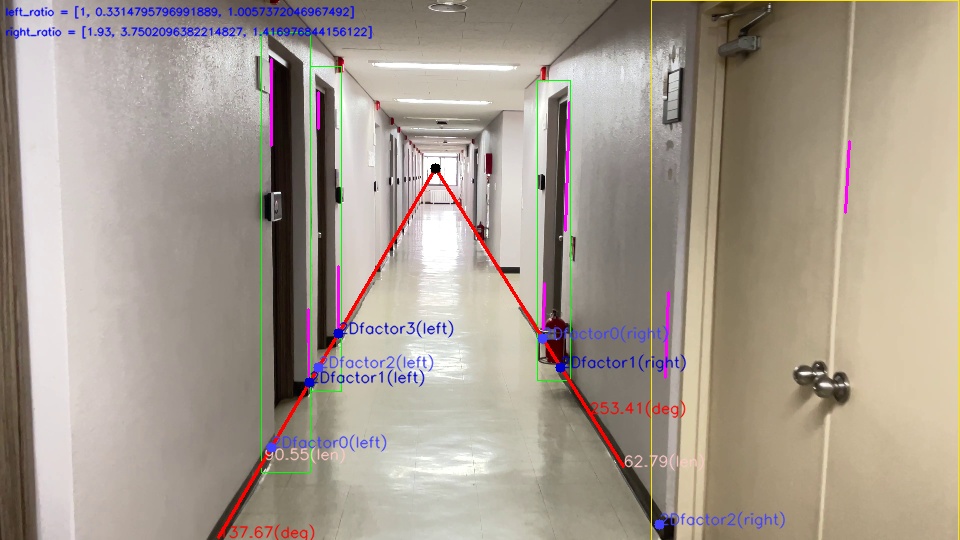 left_ratio = [1, 0.3314795796991889, 1.0057372046967492]
right_ratio = [1.93, 3.7502096382214827, 1.416976844156122]
2Dfactor3(left)
2Dfactor0(right)
2Dfactor2(left)
2Dfactor1(right)
2Dfactor1(left)
253.41(deg)
2Dfactor0(left)
90.55(len)
62.79(len)
2Dfactor2(right)
37.67(deg)